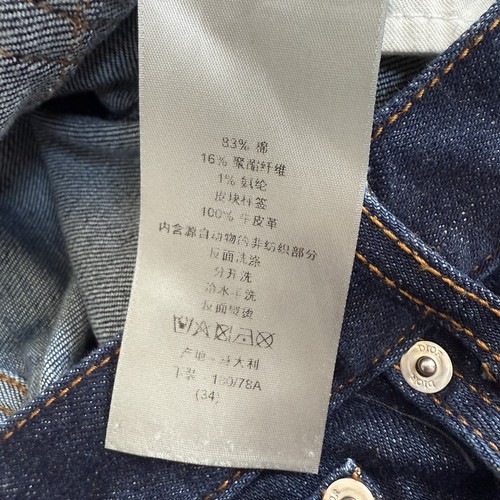 83% 棉
16% 聚酯纤维
1% 氨纶
皮块标签
100% 牛皮革
内含源自动物的非纺织部分
反面洗涤
分开洗
冷水手洗
反面熨烫
产地 意大利
下装 180/78A
(34)
Dior